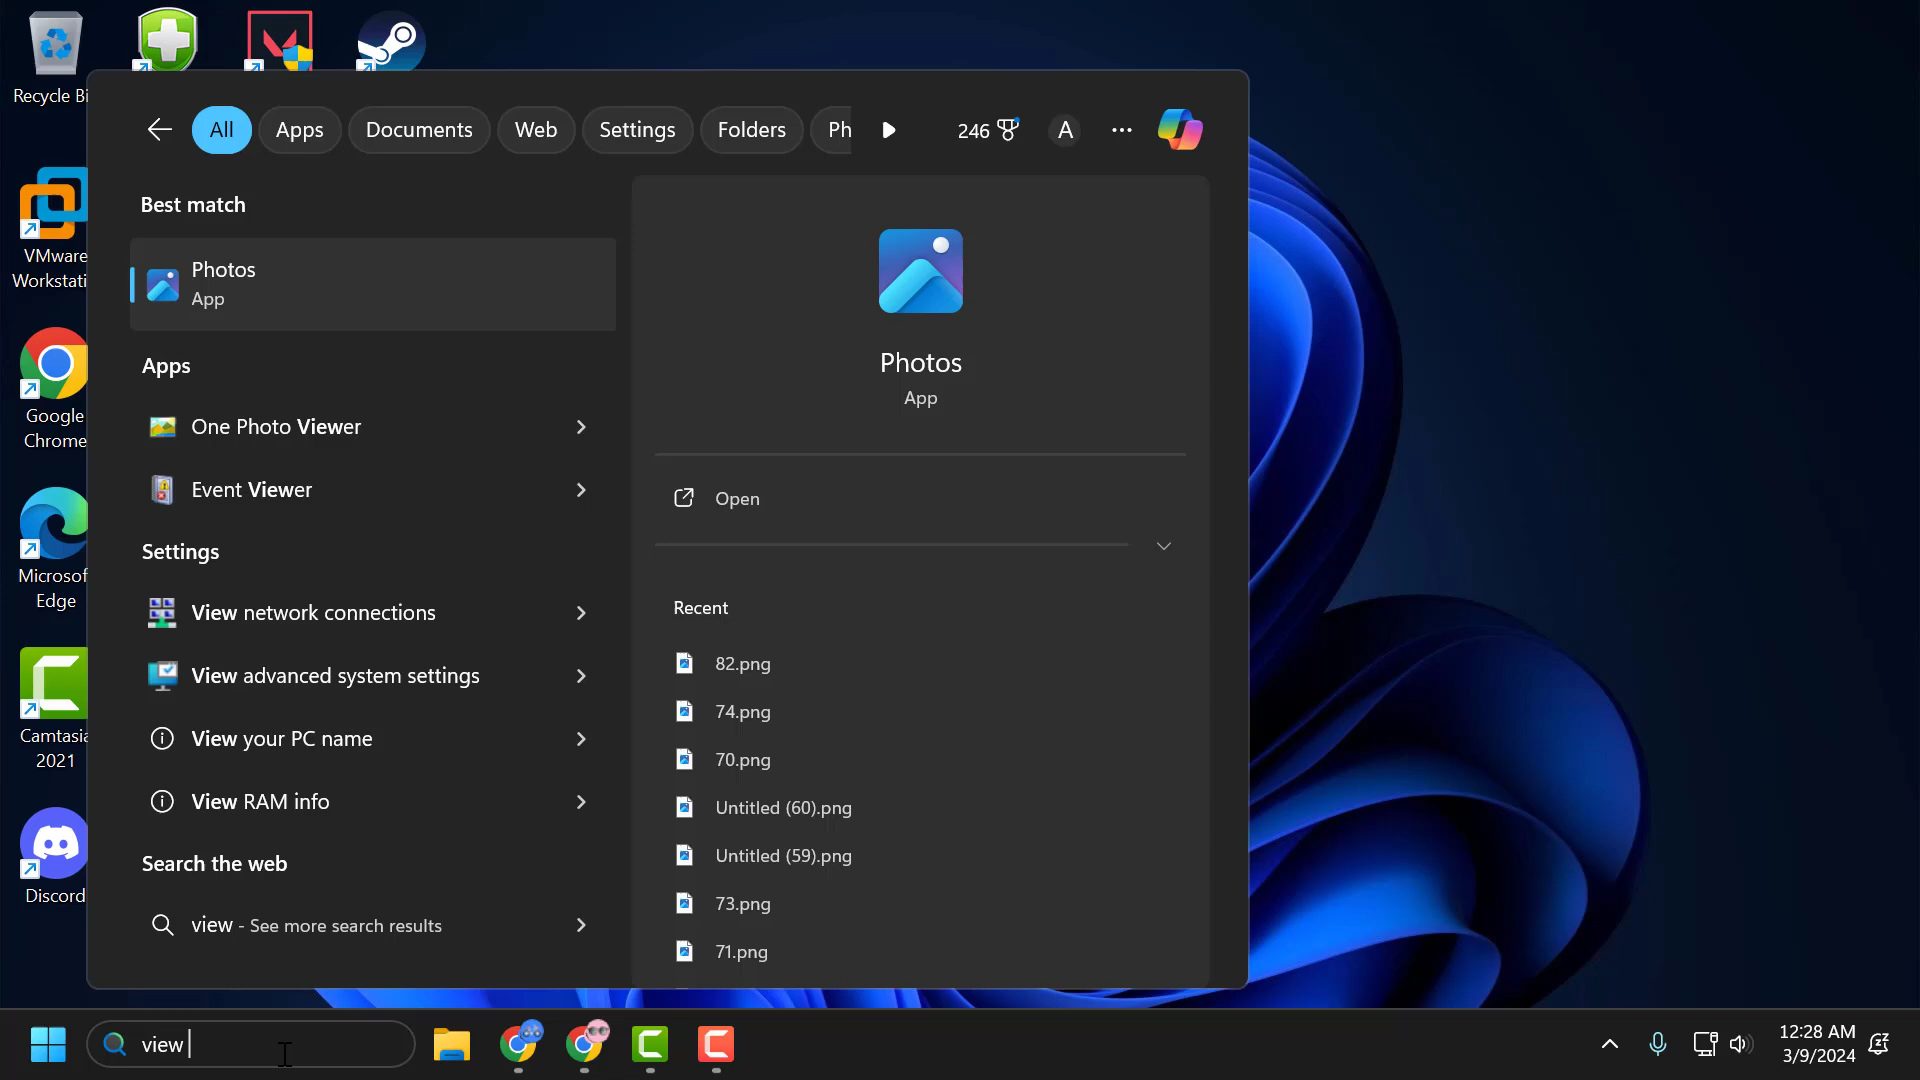 Recycle Bi
VMware
Workstati
Google
Chrome
Microsof
Edge
Camtasia
2021
Discord
All
Apps
Documents
Web
Settings
Folders
Ph
246
A
Best match
Photos
App
Apps
One Photo Viewer
Event Viewer
Settings
View network connections
View advanced system settings
View your PC name
View RAM info
Search the web
view - See more search results
Photos
App
Open
Recent
82.png
74.png
70.png
Untitled (60).png
Untitled (59).png
73.png
71.png
view
12:28 AM
3/9/2024